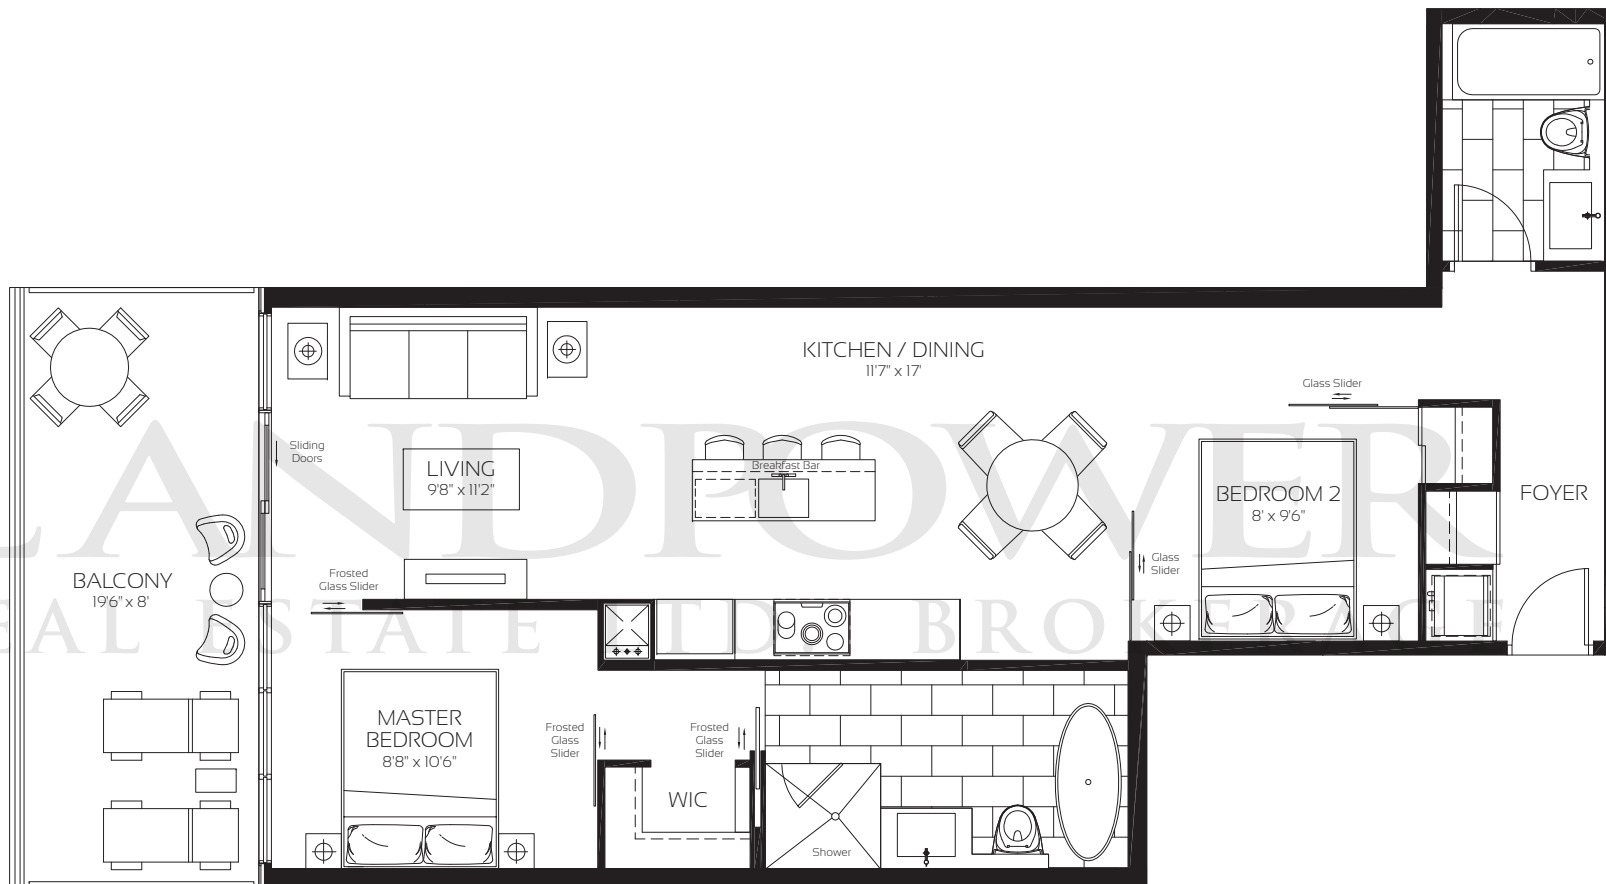 KITCHEN / DINING
11'7" x 17'
Glass Slider
Sliding
Doors
LIVING
9'8" x 11'2"
Breakfast Bar
BEDROOM 2
8' x 9'6"
FOYER
LANDPOWER
BALCONY
19'6" x 8'
Frosted
Glass Slider
Glass
Slider
REAL ESTATE LTD. BROKERAGE
MASTER
BEDROOM
8'8" x 10'6"
Frosted
Glass
Slider
Frosted
Glass
Slider
WIC
Shower